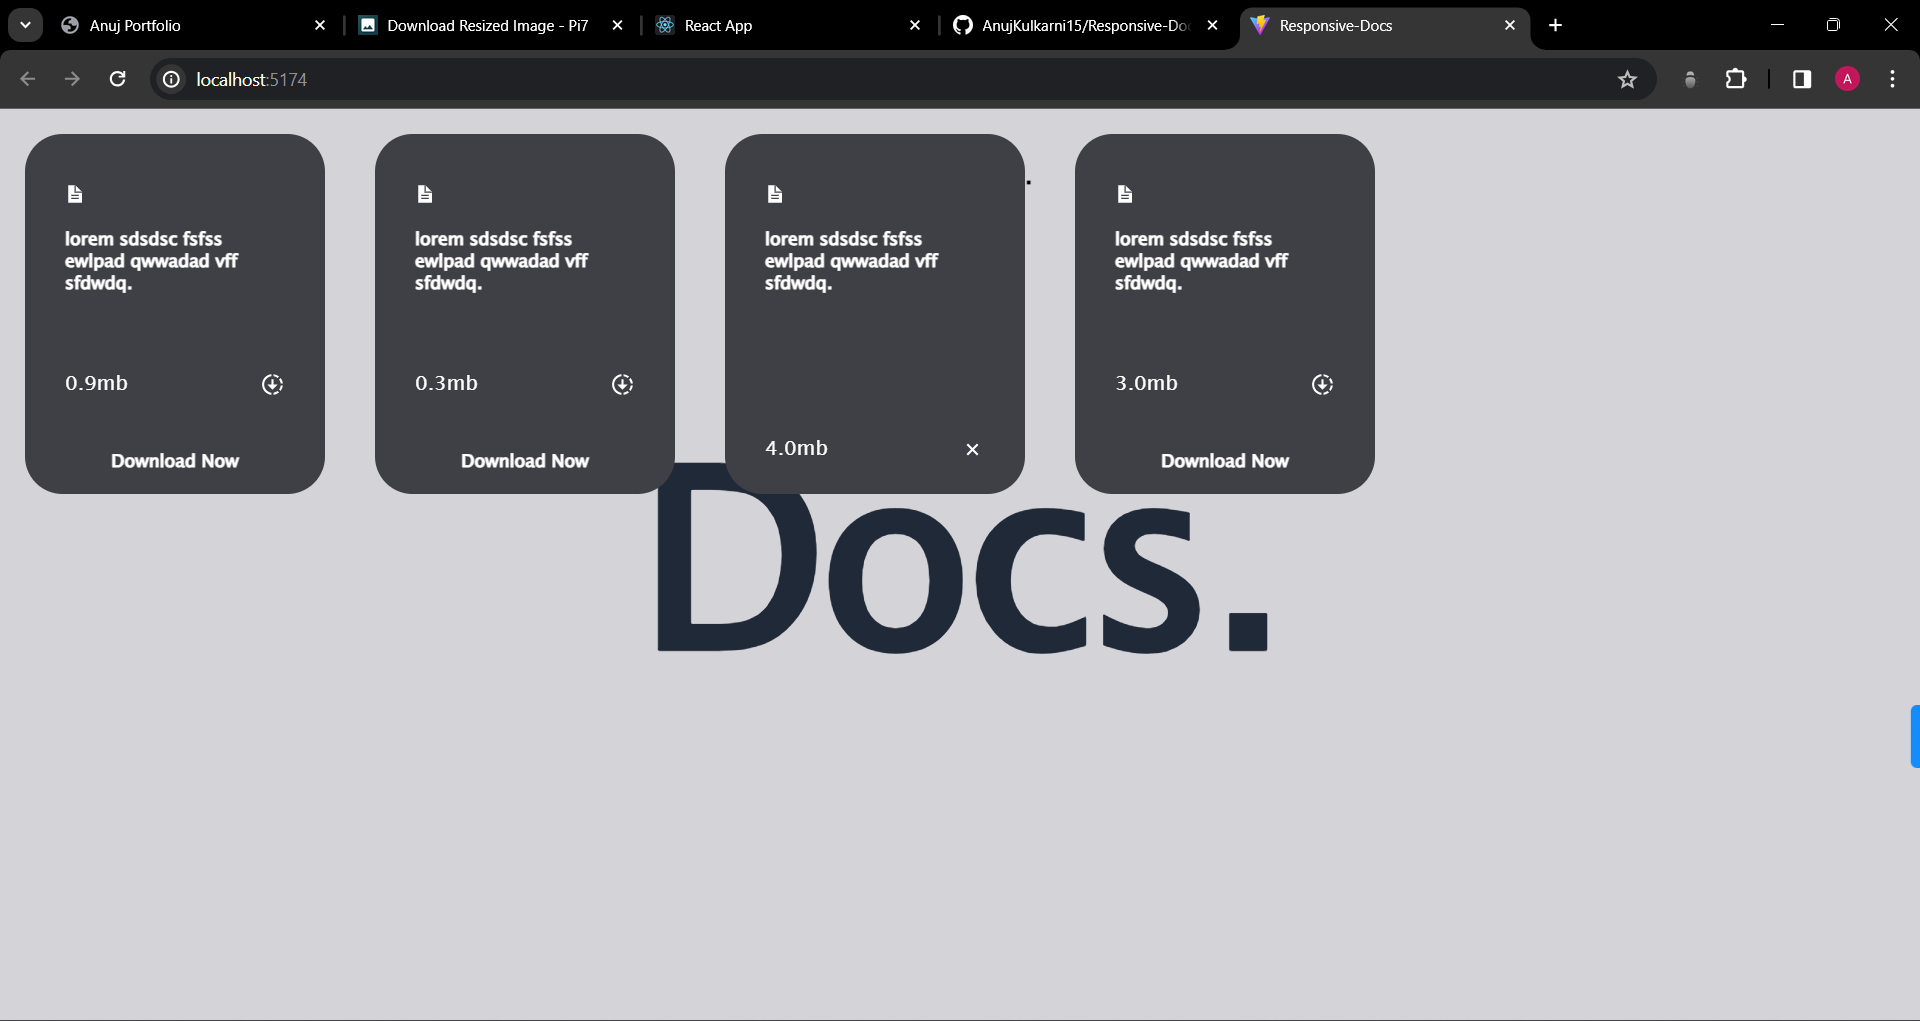 Anuj Portfolio
Download Resized Image - Pi7
React App
AnujKulkarni15/Responsive-Doc
Responsive-Docs
localhost:5174
A
lorem sdsdsc fsfss
ewlpad qwwadad vff
sfdwdq.
0.9mb
Download Now
lorem sdsdsc fsfss
ewlpad qwwadad vff
sfdwdq.
0.3mb
Download Now
lorem sdsdsc fsfss
ewlpad qwwadad vff
sfdwdq.
4.0mb
.
lorem sdsdsc fsfss
ewlpad qwwadad vff
sfdwdq.
3.0mb
Download Now
Docs.